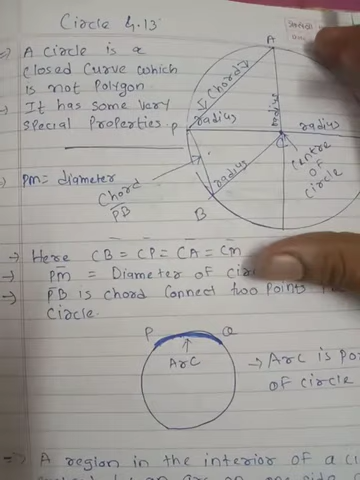 Circle 4.13
=> A Circle is a
closed curve which
is not Polygon
-> It has some very
special Properties.
A
chord
radius
radius
radius
P
C
radius
centre
OF
circle
B
-> PM = diameter
Chord
PB
-> Here CB = CP = CA = CM
-> PM = Diameter of
-> PB is chord Connect two points
circle.
P
Q
Arc
-> Arc is
of circle
=> A region in the interior of a